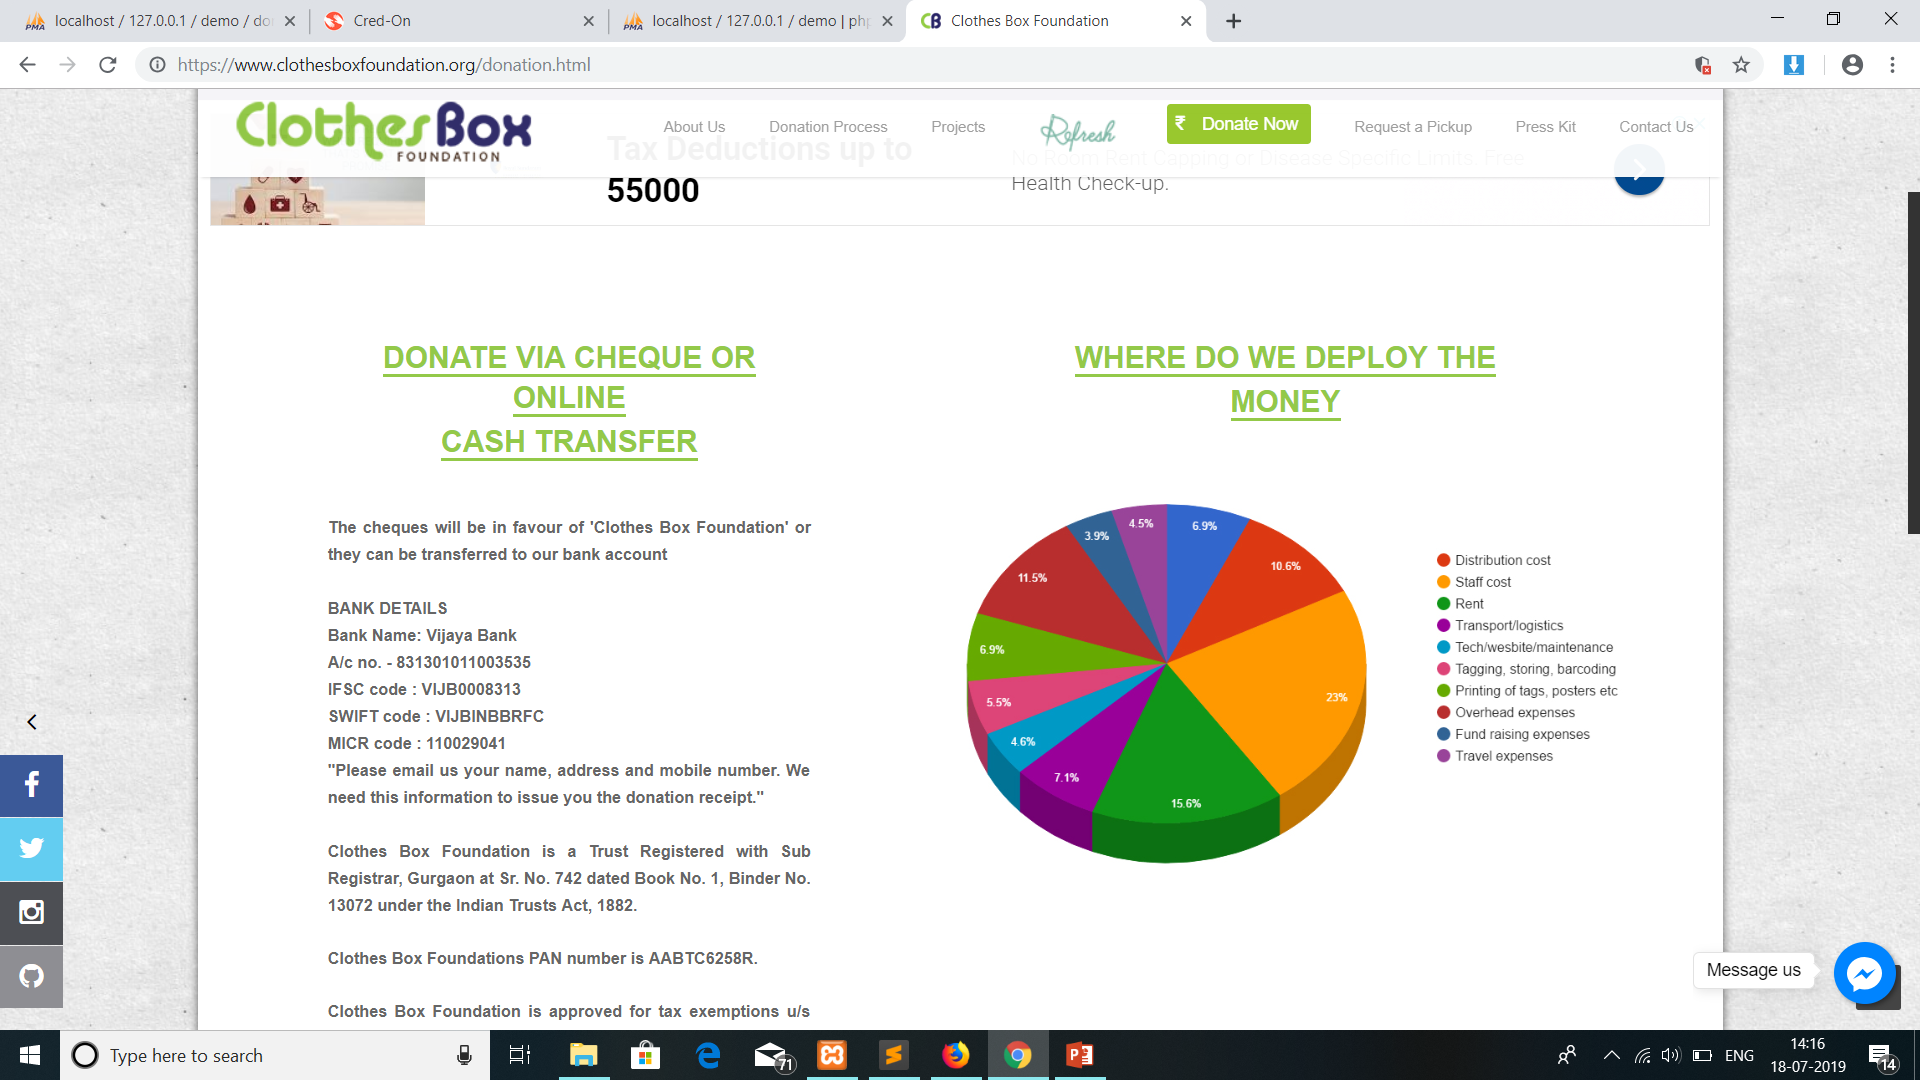 localhost / 127.0.0.1 / demo / do
Cred-On
localhost / 127.0.0.1 / demo | php
Clothes Box Foundation
https://www.clothesboxfoundation.org/donation.html
Clothes Box
FOUNDATION
About Us
Donation Process
Projects
Refresh
₹ Donate Now
Request a Pickup
Press Kit
Contact Us
Tax Deductions up to
55000
No Room Rent Capping or Disease Specific Limits. Free
Health Check-up.
DONATE VIA CHEQUE OR
ONLINE
CASH TRANSFER
The cheques will be in favour of 'Clothes Box Foundation' or
they can be transferred to our bank account
BANK DETAILS
Bank Name: Vijaya Bank
A/c no. - 831301011003535
IFSC code : VIJB0008313
SWIFT code : VIJBINBBRFC
MICR code : 110029041
"Please email us your name, address and mobile number. We
need this information to issue you the donation receipt."
Clothes Box Foundation is a Trust Registered with Sub
Registrar, Gurgaon at Sr. No. 742 dated Book No. 1, Binder No.
13072 under the Indian Trusts Act, 1882.
Clothes Box Foundations PAN number is AABTC6258R.
Clothes Box Foundation is approved for tax exemptions u/s
WHERE DO WE DEPLOY THE
MONEY
4.5%
6.9%
3.9%
10.6%
11.5%
6.9%
23%
5.5%
4.6%
7.1%
15.6%
Distribution cost
Staff cost
Rent
Transport/logistics
Tech/wesbite/maintenance
Tagging, storing, barcoding
Printing of tags, posters etc
Overhead expenses
Fund raising expenses
Travel expenses
Message us
Type here to search
71
ENG
14:16
18-07-2019
14